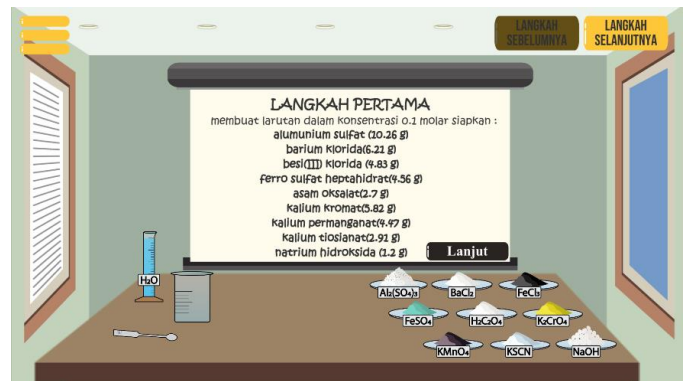 LANGKAH SEBELUMNYA
LANGKAH SELANJUTNYA
LANGKAH PERTAMA
membuat larutan dalam konsentrasi 0.1 molar siapkan :
alumunium sulfat (10.26 g)
barium klorida(6.21 g)
besi(III) klorida (4.83 g)
ferro sulfat heptahidrat(4.56 g)
asam oksalat(2.7 g)
kalium kromat(5.82 g)
kalium permanganat(4.47 g)
kalium tiosianat(2.91 g)
natrium hidroksida (1.2 g)
Lanjut
H₂O
Al₂(SO₄)₃
BaCl₂
FeCl₃
FeSO₄
H₂C₂O₄
K₂CrO₄
KMnO₄
KSCN
NaOH